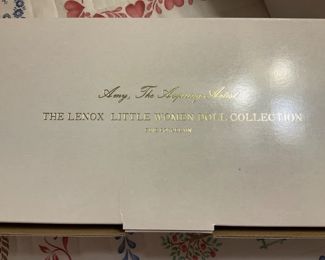 Amy, The Aspiring Artist
THE LENOX LITTLE WOMEN DOLL COLLECTION